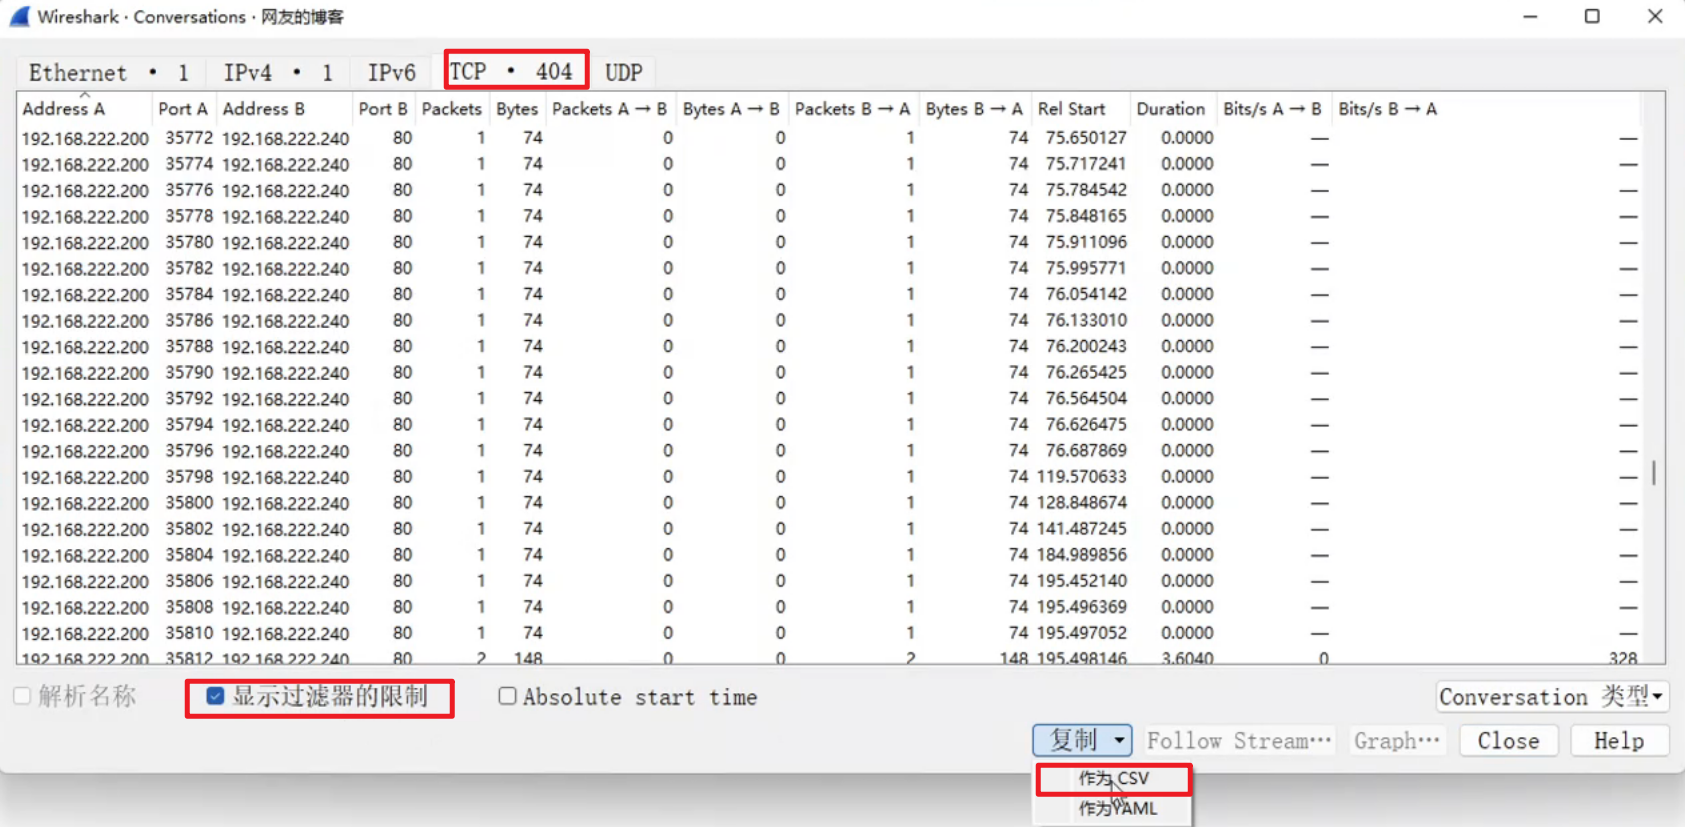 Wireshark · Conversations · 网友的博客
Ethernet · 1 IPv4 · 1 IPv6 TCP · 404 UDP
Address A Port A Address B Port B Packets Bytes Packets A → B Bytes A → B Packets B → A Bytes B → A Rel Start Duration Bits/s A → B Bits/s B → A
192.168.222.200 35772 192.168.222.240 80 1 74 0 0 1 74 75.650127 0.0000 — —
192.168.222.200 35774 192.168.222.240 80 1 74 0 0 1 74 75.717241 0.0000 — —
192.168.222.200 35776 192.168.222.240 80 1 74 0 0 1 74 75.784542 0.0000 — —
192.168.222.200 35778 192.168.222.240 80 1 74 0 0 1 74 75.848165 0.0000 — —
192.168.222.200 35780 192.168.222.240 80 1 74 0 0 1 74 75.911096 0.0000 — —
192.168.222.200 35782 192.168.222.240 80 1 74 0 0 1 74 75.995771 0.0000 — —
192.168.222.200 35784 192.168.222.240 80 1 74 0 0 1 74 76.054142 0.0000 — —
192.168.222.200 35786 192.168.222.240 80 1 74 0 0 1 74 76.133010 0.0000 — —
192.168.222.200 35788 192.168.222.240 80 1 74 0 0 1 74 76.200243 0.0000 — —
192.168.222.200 35790 192.168.222.240 80 1 74 0 0 1 74 76.265425 0.0000 — —
192.168.222.200 35792 192.168.222.240 80 1 74 0 0 1 74 76.564504 0.0000 — —
192.168.222.200 35794 192.168.222.240 80 1 74 0 0 1 74 76.626475 0.0000 — —
192.168.222.200 35796 192.168.222.240 80 1 74 0 0 1 74 76.687869 0.0000 — —
192.168.222.200 35798 192.168.222.240 80 1 74 0 0 1 74 119.570633 0.0000 — —
192.168.222.200 35800 192.168.222.240 80 1 74 0 0 1 74 128.848674 0.0000 — —
192.168.222.200 35802 192.168.222.240 80 1 74 0 0 1 74 141.487245 0.0000 — —
192.168.222.200 35804 192.168.222.240 80 1 74 0 0 1 74 184.989856 0.0000 — —
192.168.222.200 35806 192.168.222.240 80 1 74 0 0 1 74 195.452140 0.0000 — —
192.168.222.200 35808 192.168.222.240 80 1 74 0 0 1 74 195.496369 0.0000 — —
192.168.222.200 35810 192.168.222.240 80 1 74 0 0 1 74 195.497052 0.0000 — —
192.168.222.200 35812 192.168.222.240 80 2 148 0 0 2 148 195.498146 3.6040 0 328
解析名称 显示过滤器的限制 Absolute start time Conversation 类型
复制 Follow Stream… Graph… Close Help
作为 CSV
作为YAML